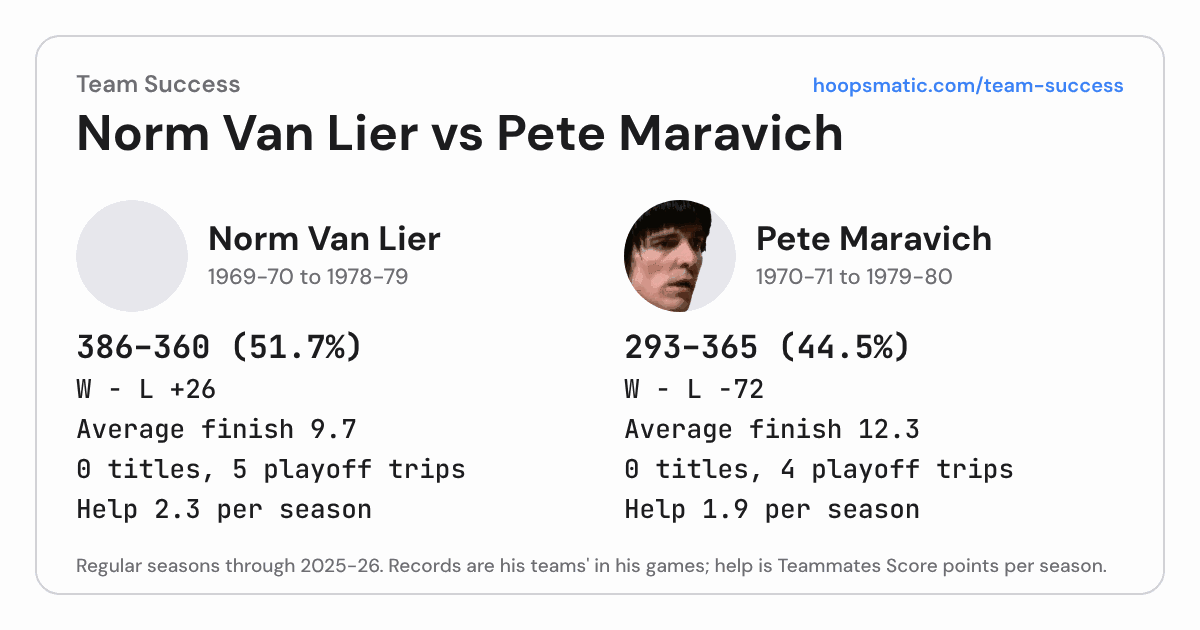 Team Success
hoopsmatic.com/team-success
Norm Van Lier vs Pete Maravich
Norm Van Lier
1969-70 to 1978-79
386-360 (51.7%)
W - L +26
Average finish 9.7
0 titles, 5 playoff trips
Help 2.3 per season
Pete Maravich
1970-71 to 1979-80
293-365 (44.5%)
W - L -72
Average finish 12.3
0 titles, 4 playoff trips
Help 1.9 per season
Regular seasons through 2025-26. Records are his teams' in his games; help is Teammates Score points per season.